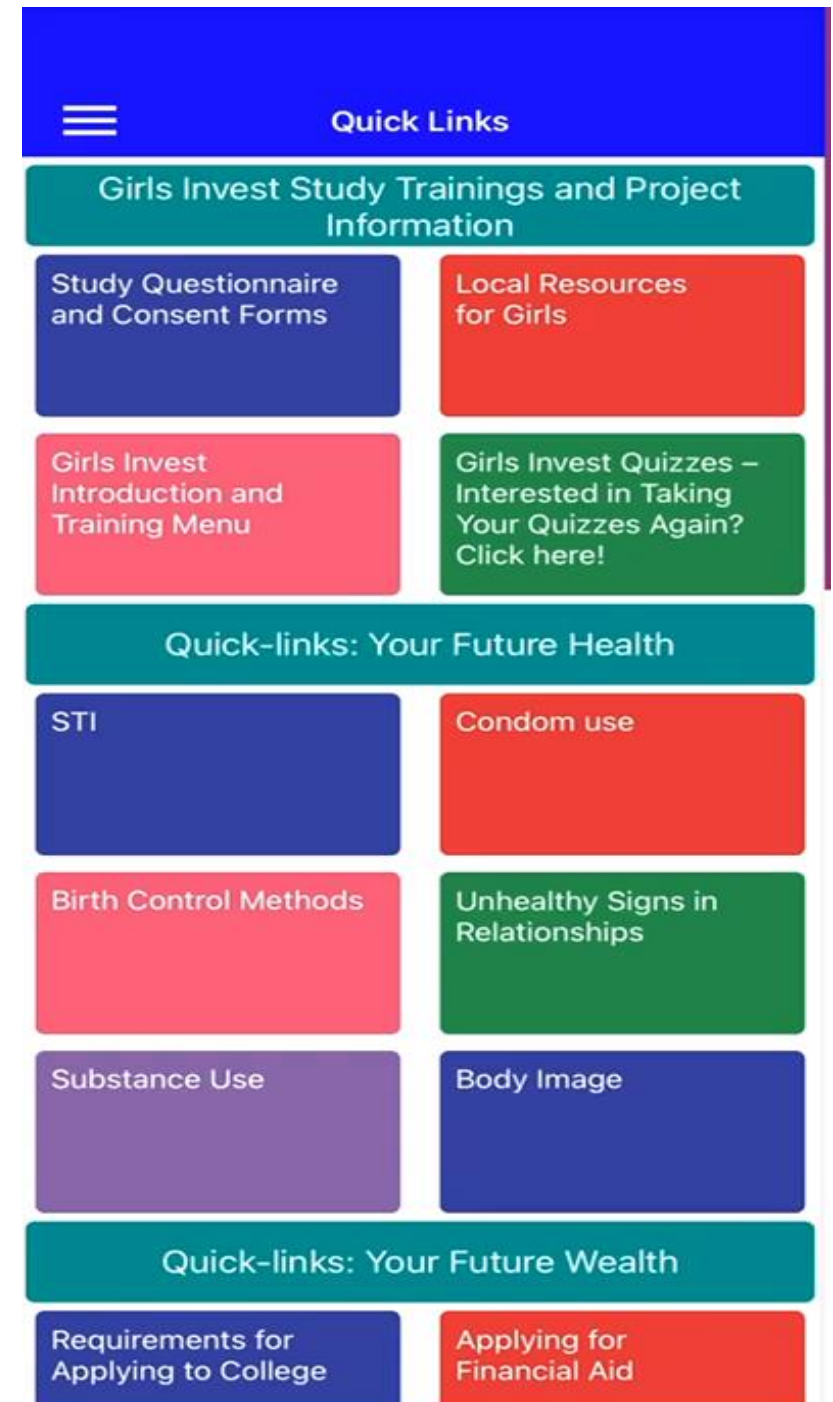 Quick Links
Girls Invest Study Trainings and Project
Information
Study Questionnaire
and Consent Forms
Local Resources
for Girls
Girls Invest
Introduction and
Training Menu
Girls Invest Quizzes –
Interested in Taking
Your Quizzes Again?
Click here!
Quick-links: Your Future Health
STI
Condom use
Birth Control Methods
Unhealthy Signs in
Relationships
Substance Use
Body Image
Quick-links: Your Future Wealth
Requirements for
Applying to College
Applying for
Financial Aid